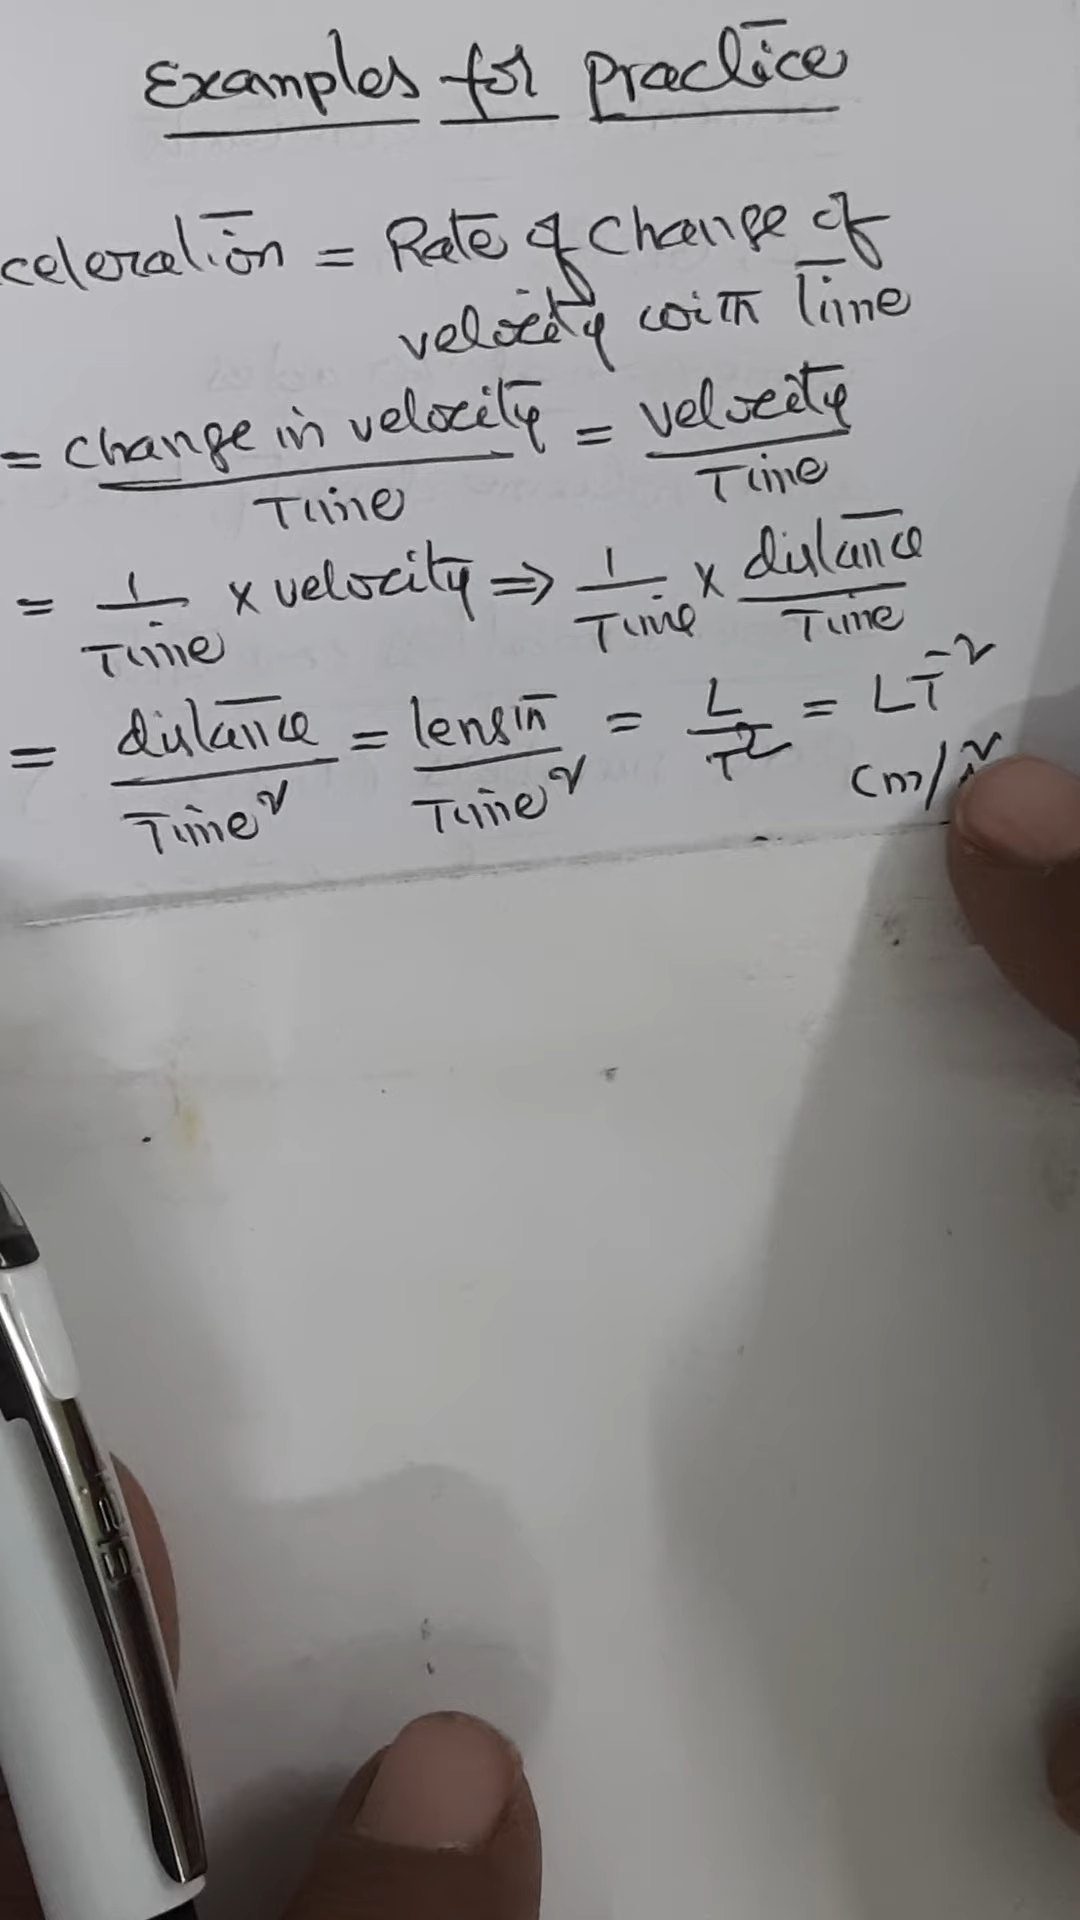 Examples for Practice
celeration = Rate of change of
velocity with Time
= change in velocity / Time = velocity / Time
= 1 / Time × velocity ⇒ 1 / Time × distance / Time
= distance / Time² = length / Time² = L / T² = LT⁻²
cm/